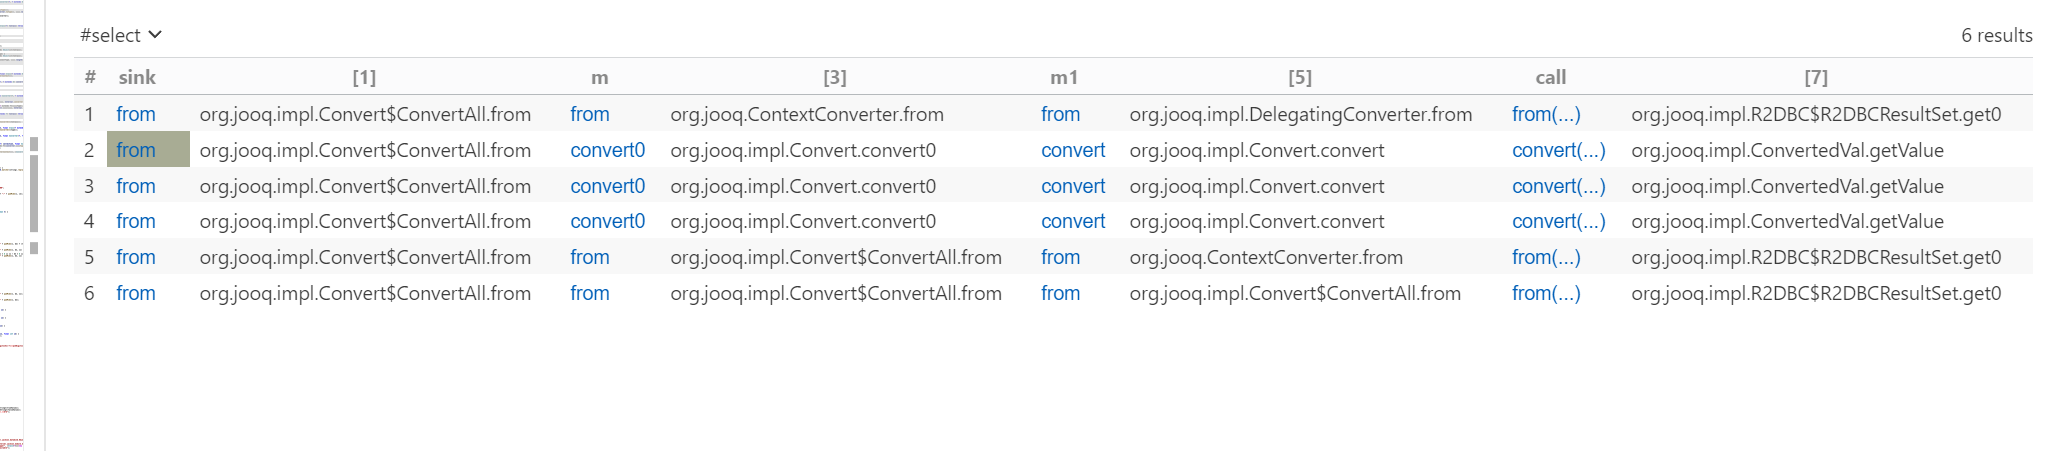 #select 6 results
# sink [1] m [3] m1 [5] call [7]
1 from org.jooq.impl.Convert$ConvertAll.from from org.jooq.ContextConverter.from from org.jooq.impl.DelegatingConverter.from from(...) org.jooq.impl.R2DBC$R2DBCResultSet.get0
2 from org.jooq.impl.Convert$ConvertAll.from convert0 org.jooq.impl.Convert.convert0 convert org.jooq.impl.Convert.convert convert(...) org.jooq.impl.ConvertedVal.getValue
3 from org.jooq.impl.Convert$ConvertAll.from convert0 org.jooq.impl.Convert.convert0 convert org.jooq.impl.Convert.convert convert(...) org.jooq.impl.ConvertedVal.getValue
4 from org.jooq.impl.Convert$ConvertAll.from convert0 org.jooq.impl.Convert.convert0 convert org.jooq.impl.Convert.convert convert(...) org.jooq.impl.ConvertedVal.getValue
5 from org.jooq.impl.Convert$ConvertAll.from from org.jooq.impl.Convert$ConvertAll.from from org.jooq.ContextConverter.from from(...) org.jooq.impl.R2DBC$R2DBCResultSet.get0
6 from org.jooq.impl.Convert$ConvertAll.from from org.jooq.impl.Convert$ConvertAll.from from org.jooq.impl.Convert$ConvertAll.from from(...) org.jooq.impl.R2DBC$R2DBCResultSet.get0